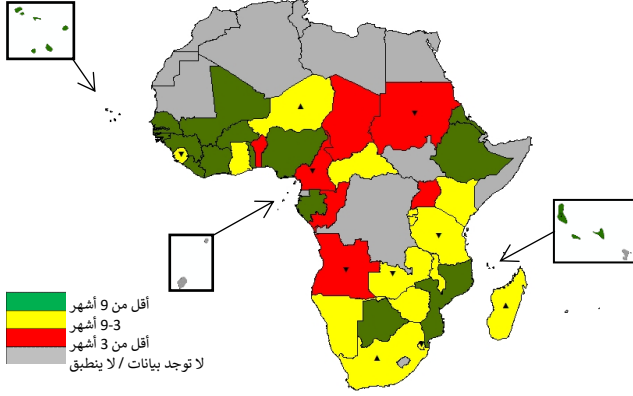 أقل من 9 أشهر
9-3 أشهر
أقل من 3 أشهر
لا توجد بيانات / لا ينطبق